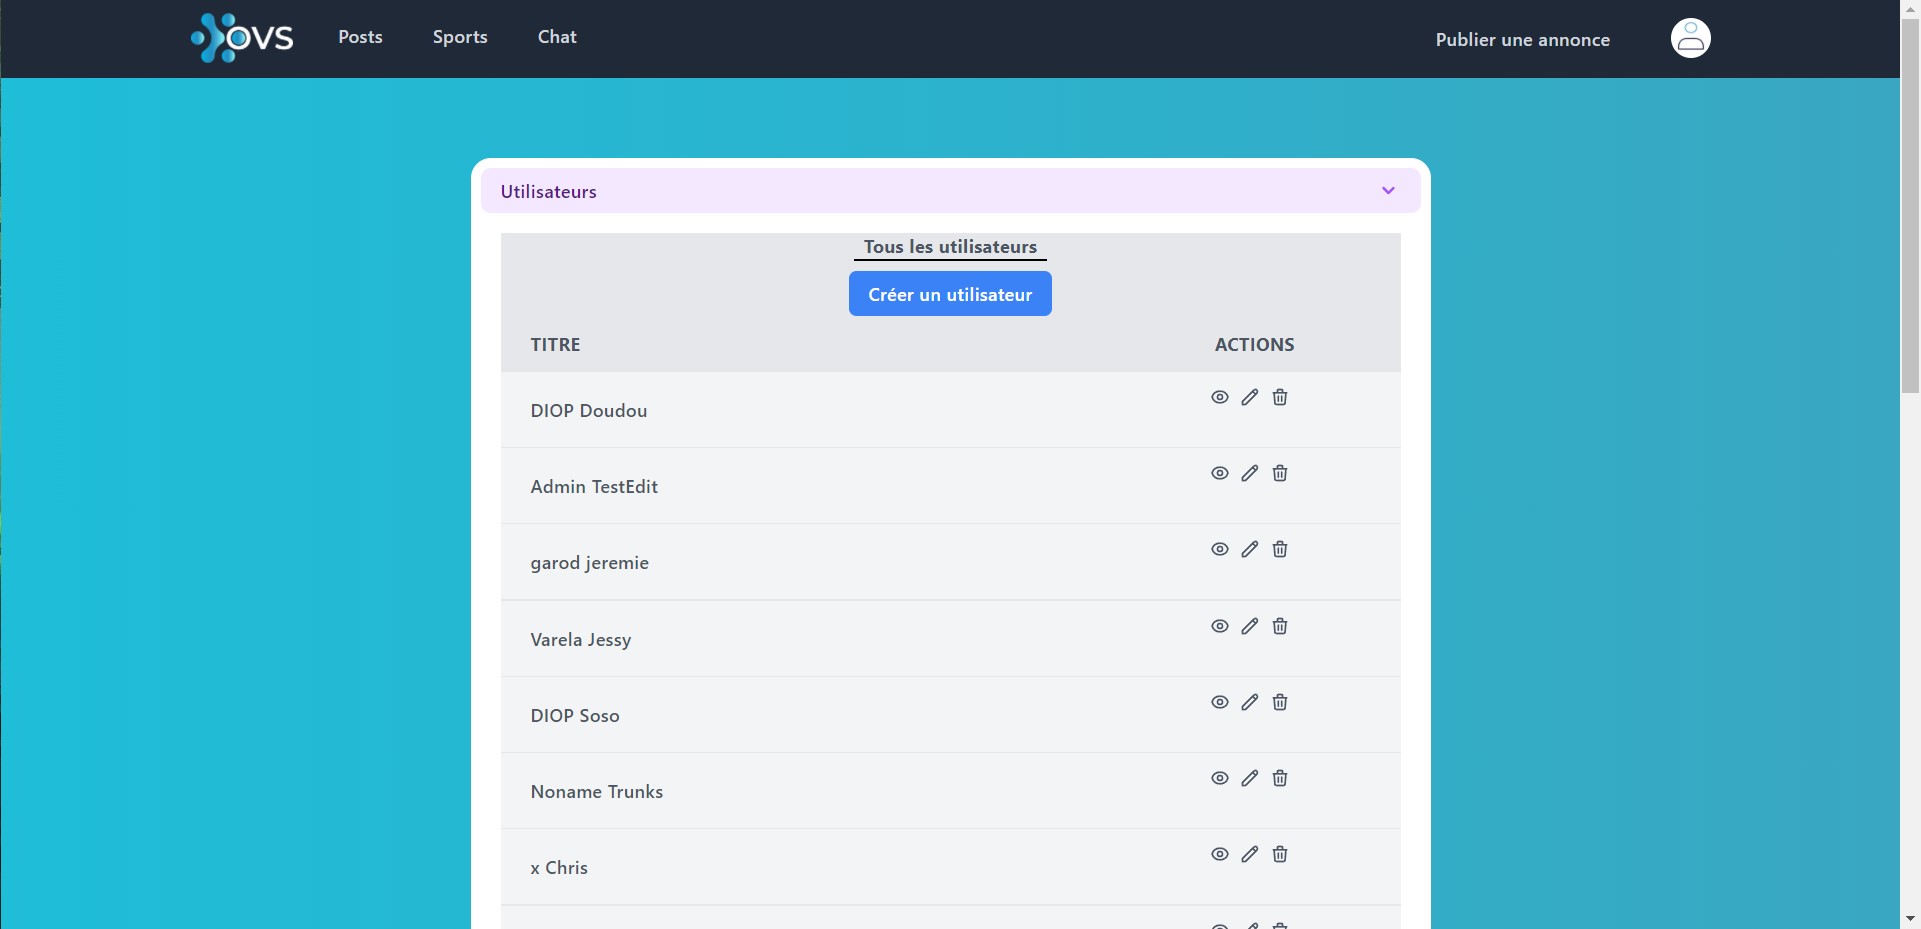 OVS
Posts
Sports
Chat
Publier une annonce
Utilisateurs
Tous les utilisateurs
Créer un utilisateur
TITRE
ACTIONS
DIOP Doudou
Admin TestEdit
garod jeremie
Varela Jessy
DIOP Soso
Noname Trunks
x Chris